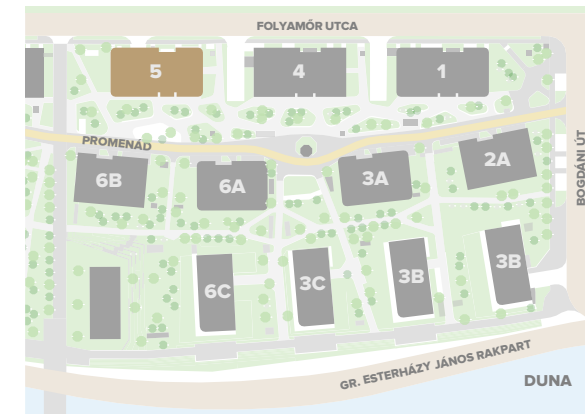 FOLYAMŐR UTCA
5
4
1
PROMENÁD
BOGDÁNI ÚT
6B
6A
3A
2A
6C
3C
3B
3B
GR. ESTERHÁZY JÁNOS RAKPART
DUNA